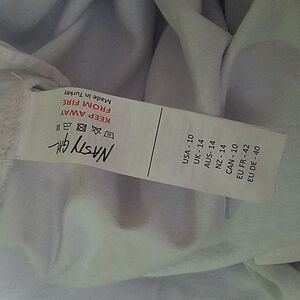 NASTY GAL
Made in Turkey
KEEP AWAY
FROM FIRE
USA - 10
UK - 14
AUS- 14
NZ - 14
CAN - 10
EU FR - 42
EU DE - 40